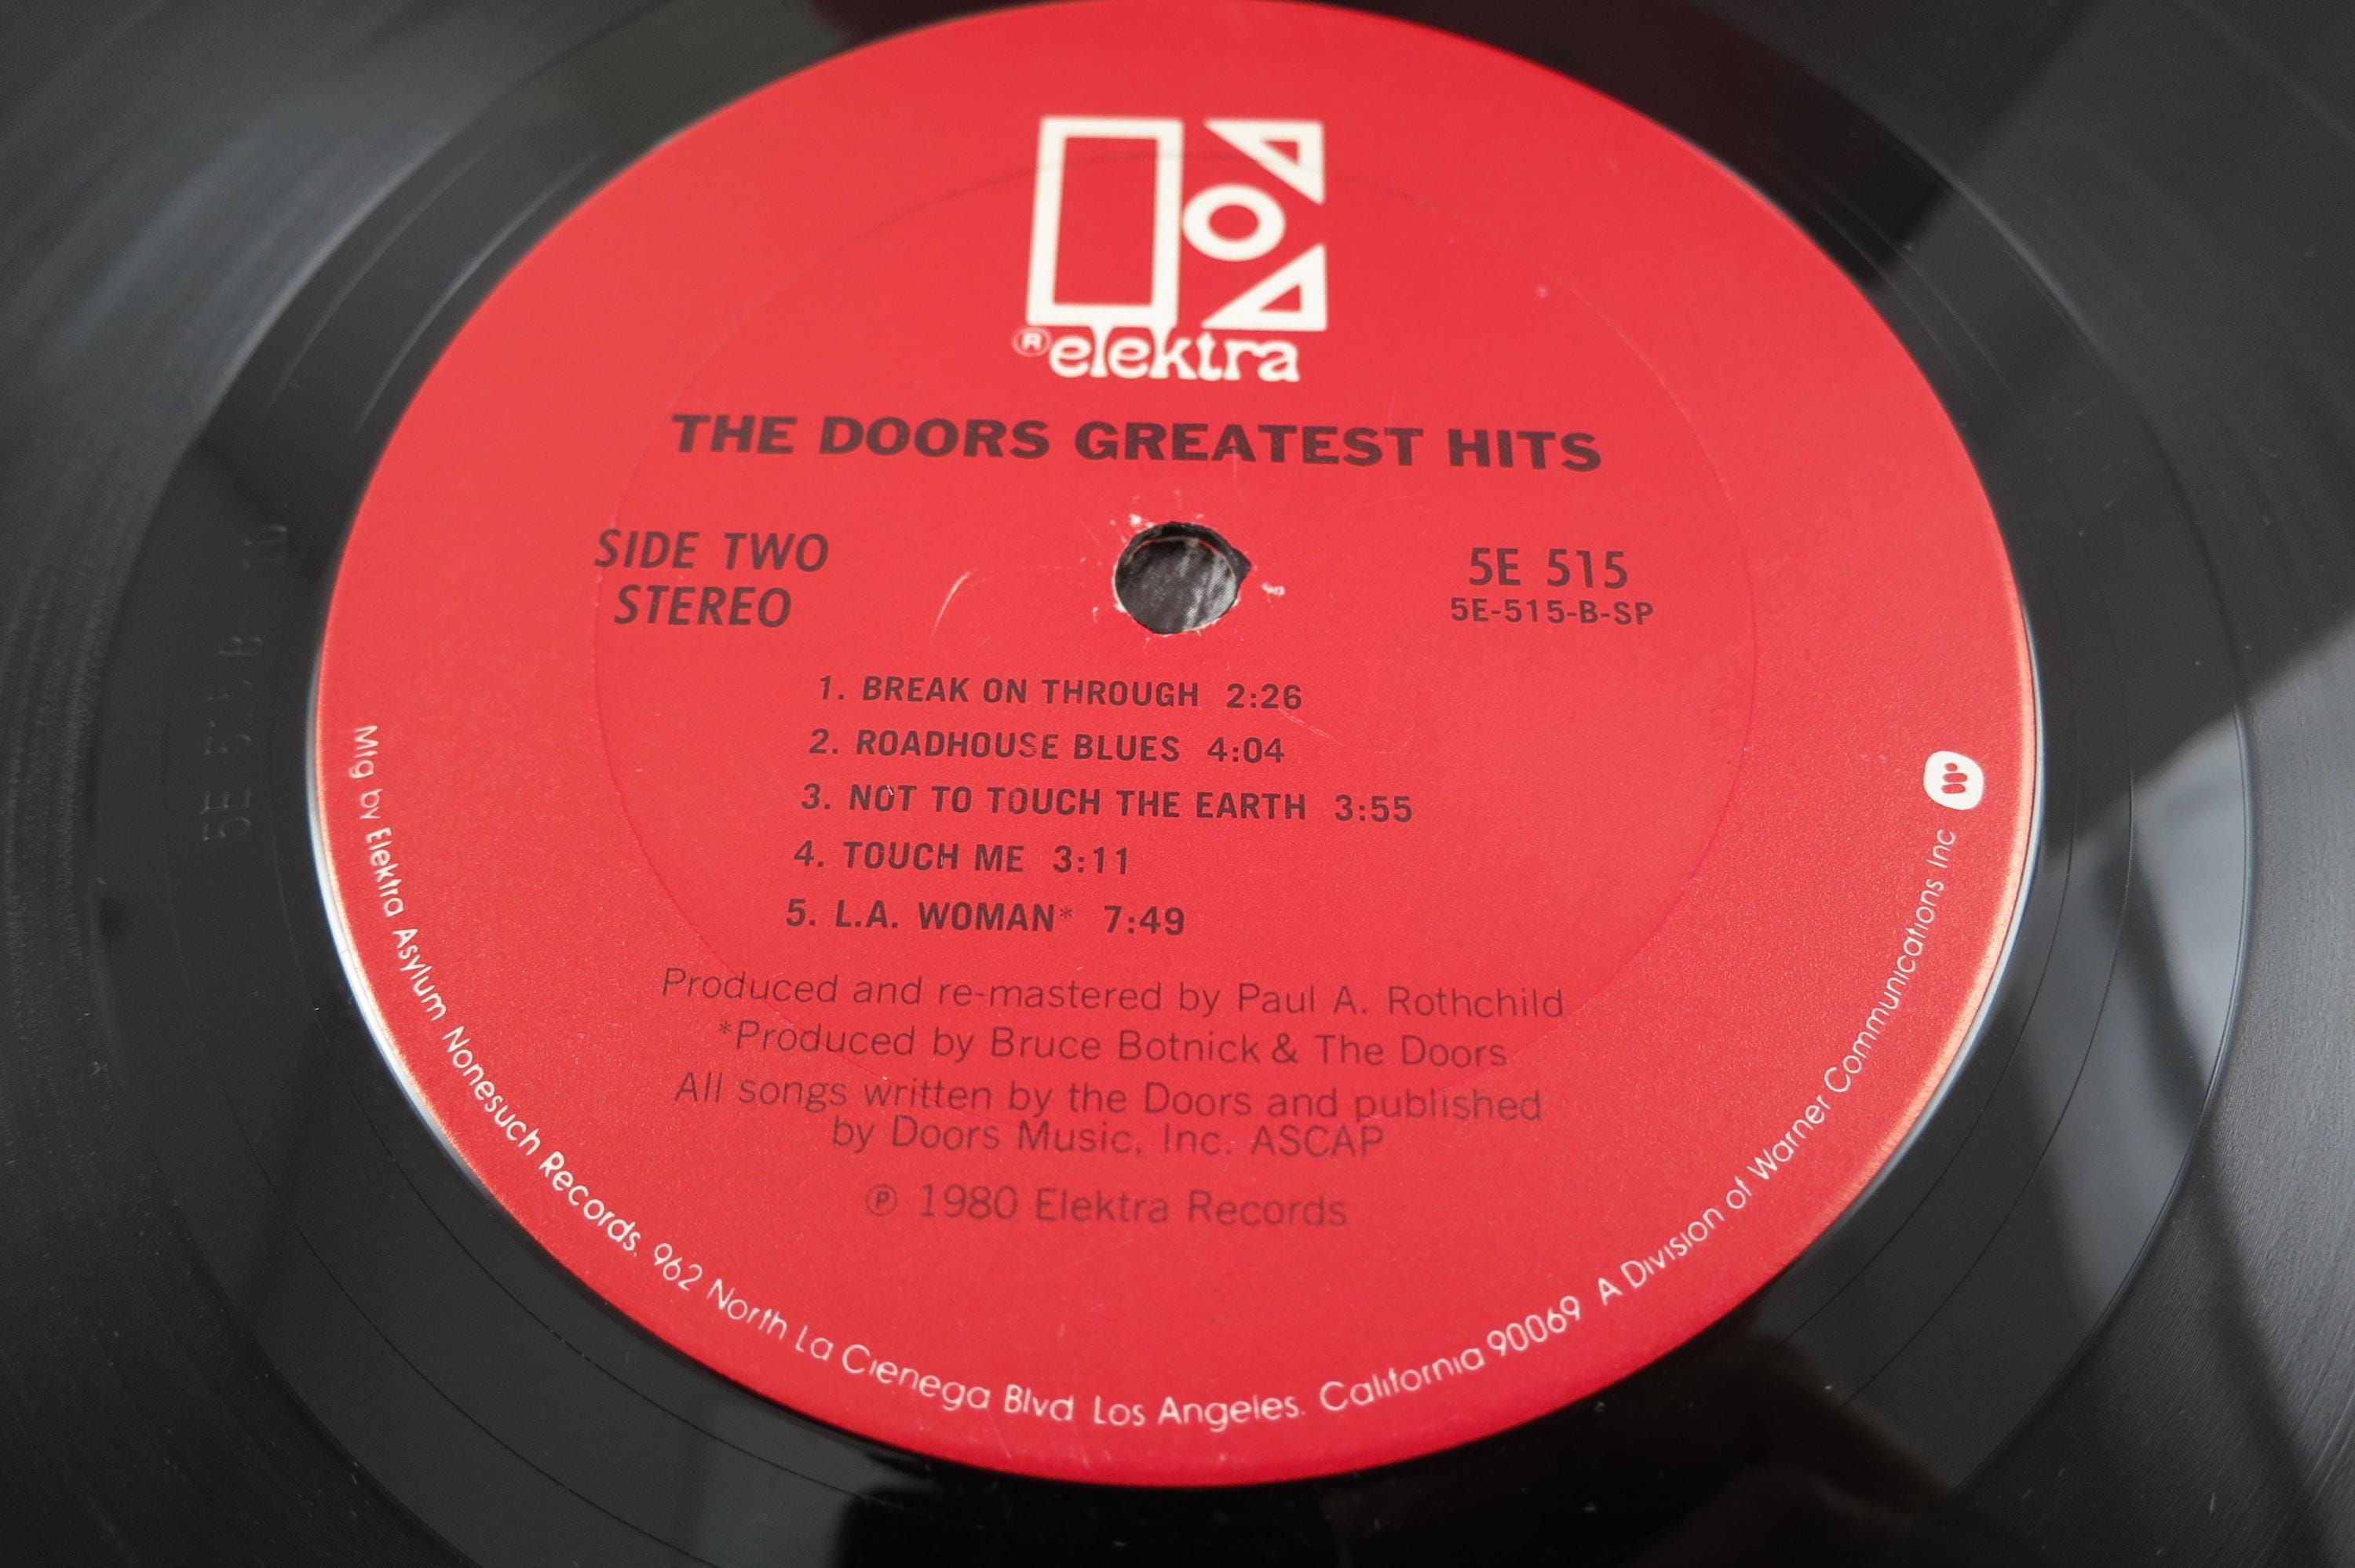 ® elektra
THE DOORS GREATEST HITS
SIDE TWO
STEREO
5E 515
5E-515-B-SP
1. BREAK ON THROUGH 2:26
2. ROADHOUSE BLUES 4:04
3. NOT TO TOUCH THE EARTH 3:55
4. TOUCH ME 3:11
5. L.A. WOMAN* 7:49
Produced and re-mastered by Paul A. Rothchild
*Produced by Bruce Botnick & The Doors
All songs written by the Doors and published
by Doors Music, Inc. ASCAP
℗ 1980 Elektra Records
Mfg by Elektra Asylum Nonesuch Records. 962 North La Cienega Blvd Los Angeles. California 90069 A Division of Warner Communications Inc
5E 515 B